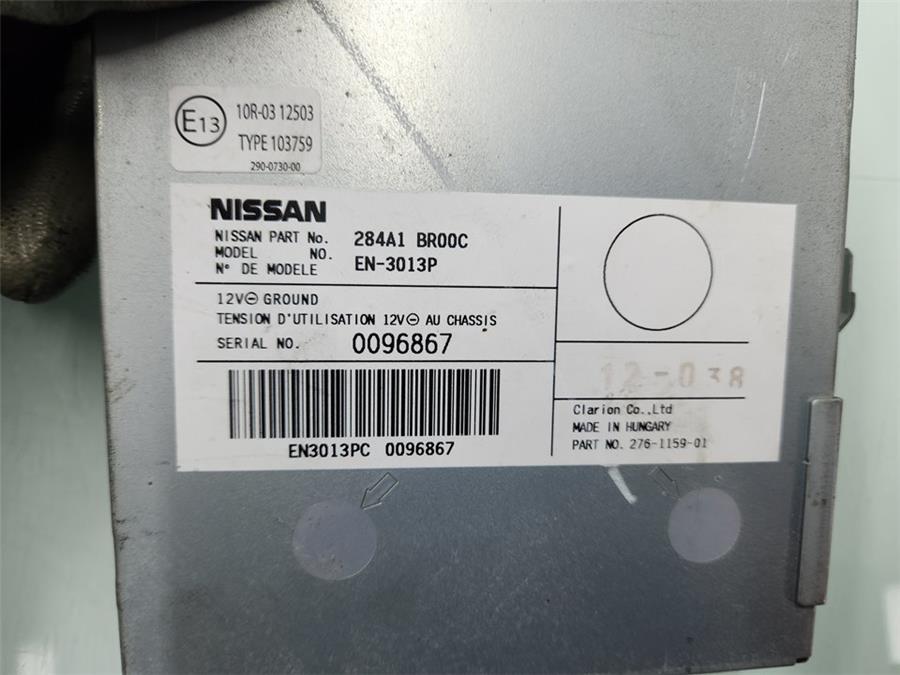 E13
10R-03 12503
TYPE 103759
290-0730-00
NISSAN
NISSAN PART No. 284A1 BR00C
MODEL NO. EN-3013P
N° DE MODELE
12V⊖ GROUND
TENSION D'UTILISATION 12V⊖ AU CHASSIS
SERIAL NO. 0096867
EN3013PC 0096867
12-038
Clarion Co.,Ltd
MADE IN HUNGARY
PART NO. 276-1159-01